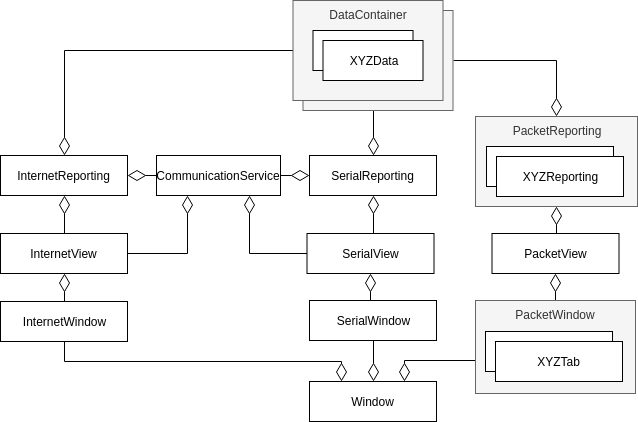 DataContainer
XYZData
PacketReporting
XYZReporting
InternetReporting
CommunicationService
SerialReporting
InternetView
SerialView
PacketView
InternetWindow
SerialWindow
PacketWindow
XYZTab
Window